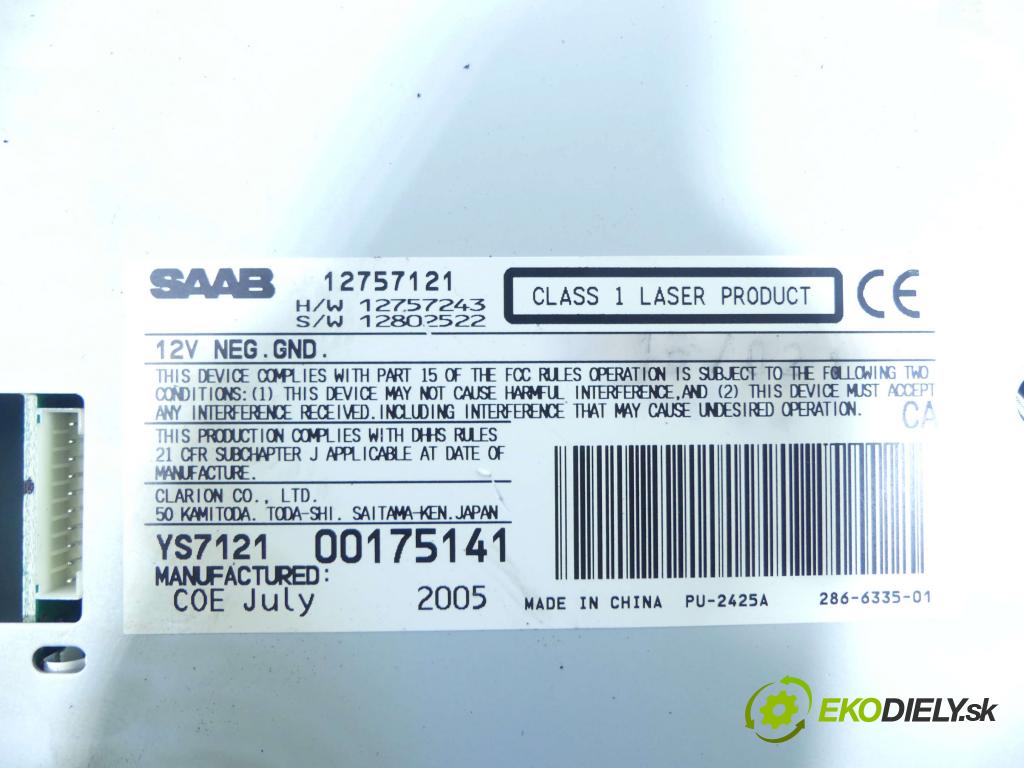 SAAB 12757121
H/W 12757243
S/W 12802522
CLASS 1 LASER PRODUCT
CE
12V NEG.GND.
THIS DEVICE COMPLIES WITH PART 15 OF THE FCC RULES OPERATION IS SUBJECT TO THE FOLLOWING TWO
CONDITIONS:(1) THIS DEVICE MAY NOT CAUSE HARMFUL INTERFERENCE,AND (2) THIS DEVICE MUST ACCEPT
ANY INTERFERENCE RECEIVED.INCLUDING INTERFERENCE THAT MAY CAUSE UNDESIRED OPERATION.
CA
THIS PRODUCTION COMPLIES WITH DHHS RULES
21 CFR SUBCHAPTER J APPLICABLE AT DATE OF
MANUFACTURE.
CLARION CO., LTD.
50 KAMITODA. TODA-SHI. SAITAMA-KEN.JAPAN
YS7121 00175141
MANUFACTURED:
COE July 2005
MADE IN CHINA PU-2425A 286-6335-01
EKODIELY.sk